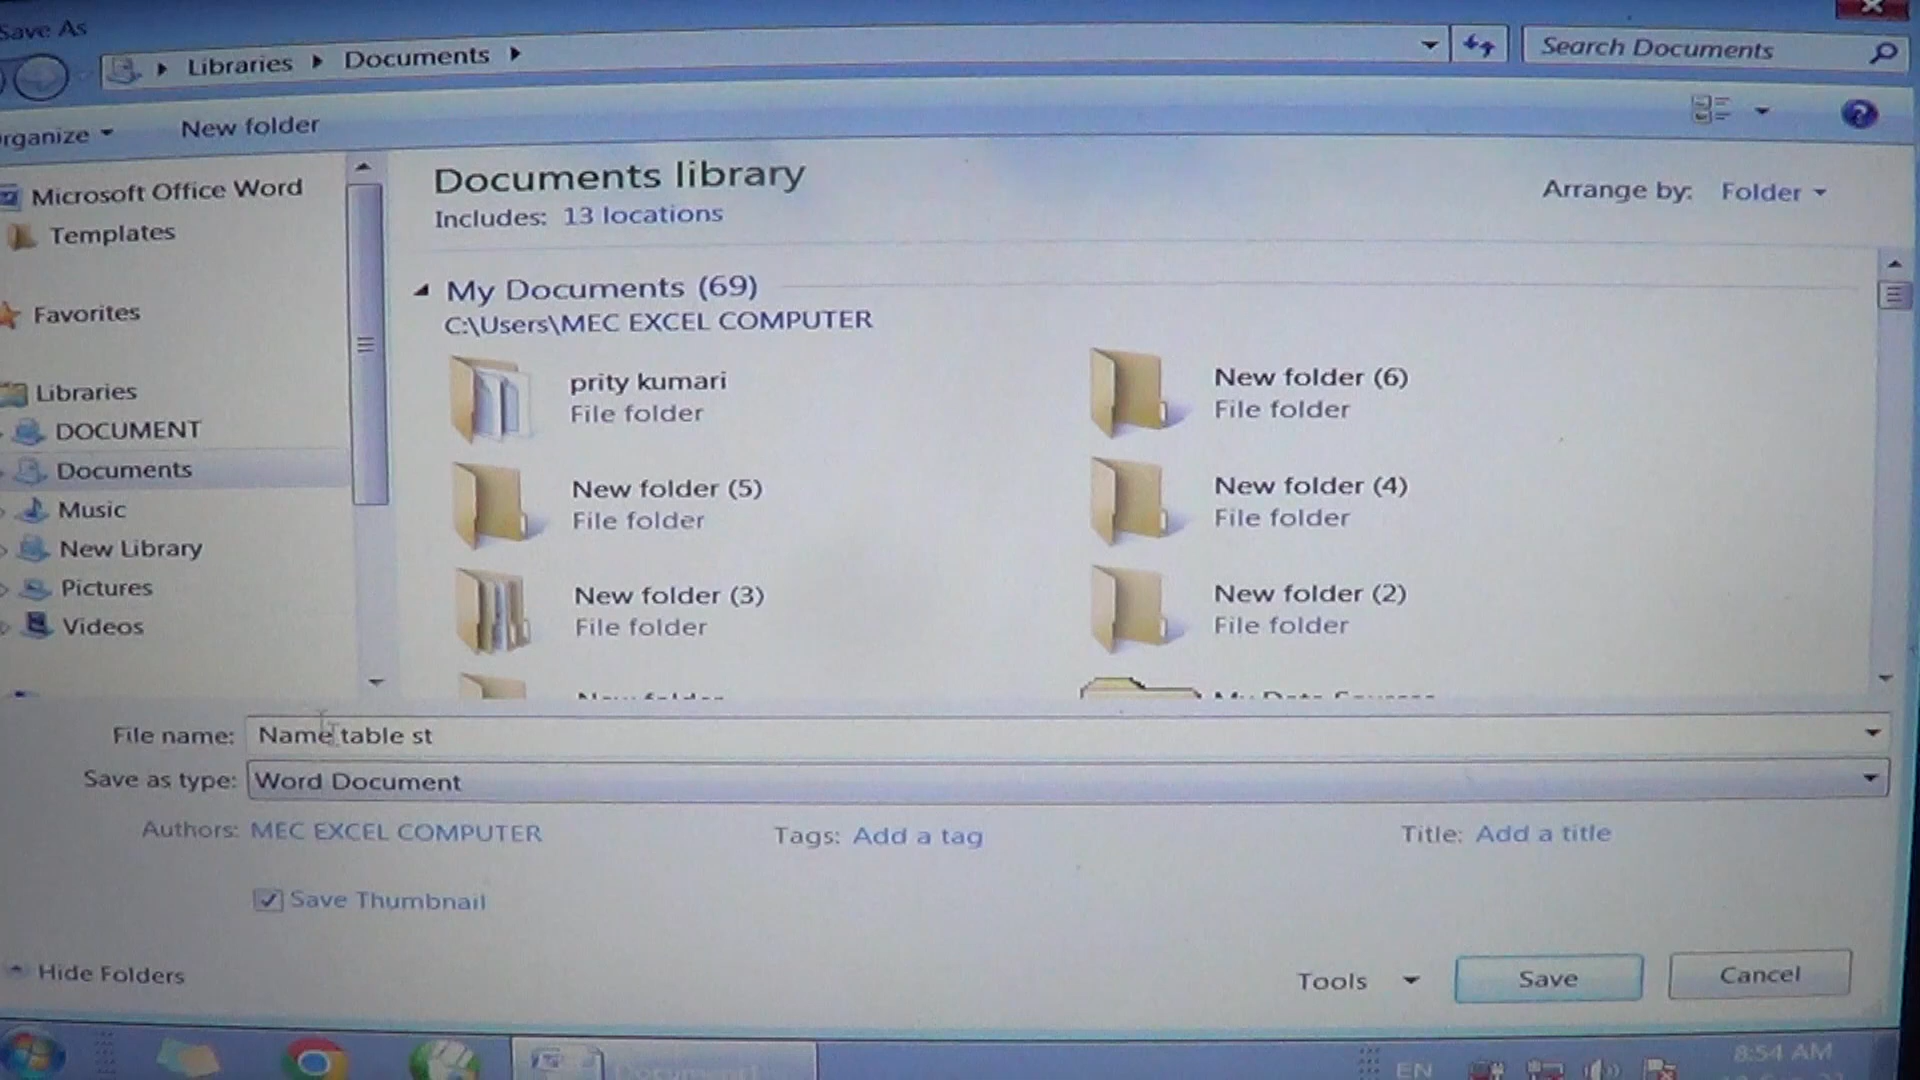 Save As
Libraries Documents
Search Documents
Organize
New folder
Microsoft Office Word
Templates
Favorites
Libraries
DOCUMENT
Documents
Music
New Library
Pictures
Videos
Documents library
Includes: 13 locations
Arrange by: Folder
My Documents (69)
C:\Users\MEC EXCEL COMPUTER
prity kumari
File folder
New folder (6)
File folder
New folder (5)
File folder
New folder (4)
File folder
New folder (3)
File folder
New folder (2)
File folder
File name: Name table st
Save as type: Word Document
Authors: MEC EXCEL COMPUTER
Tags: Add a tag
Title: Add a title
Save Thumbnail
Hide Folders
Tools
Save
Cancel
EN
8:54 AM